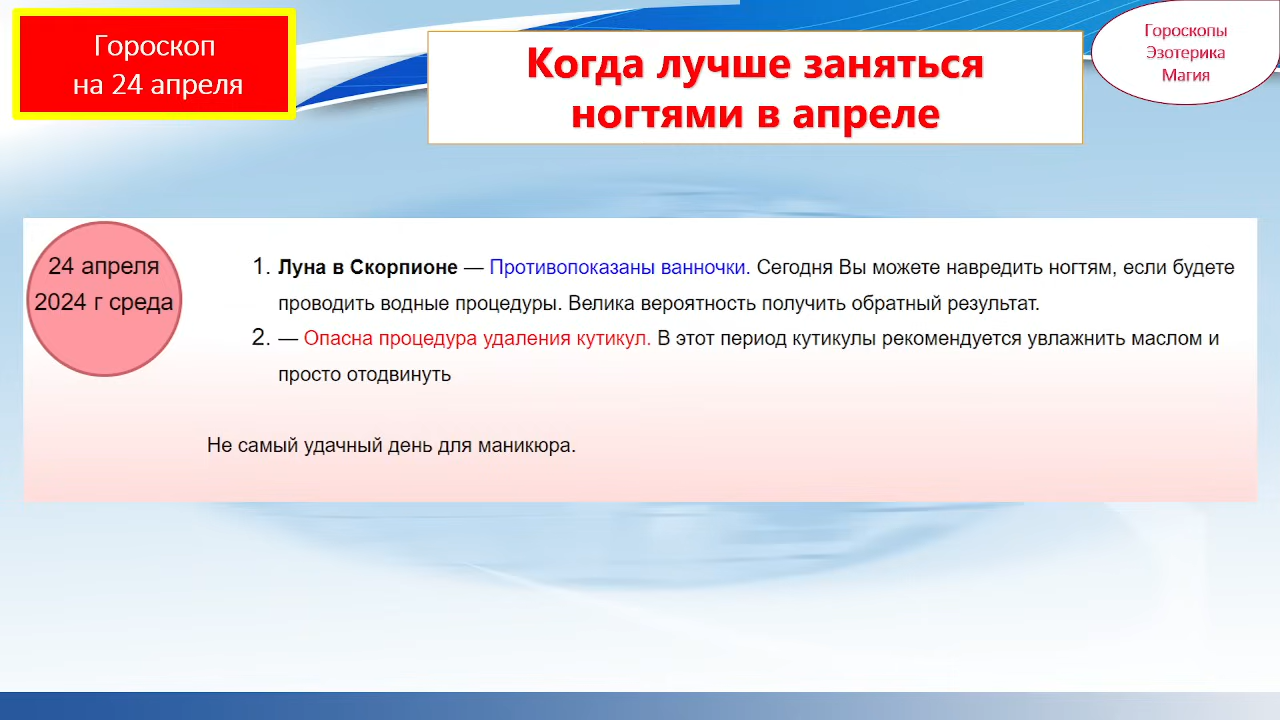 Гороскоп
на 24 апреля
Когда лучше заняться
ногтями в апреле
Гороскопы
Эзотерика
Магия
24 апреля
2024 г среда
1. Луна в Скорпионе — Противопоказаны ванночки. Сегодня Вы можете навредить ногтям, если будете
проводить водные процедуры. Велика вероятность получить обратный результат.
2. — Опасна процедура удаления кутикул. В этот период кутикулы рекомендуется увлажнить маслом и
просто отодвинуть
Не самый удачный день для маникюра.